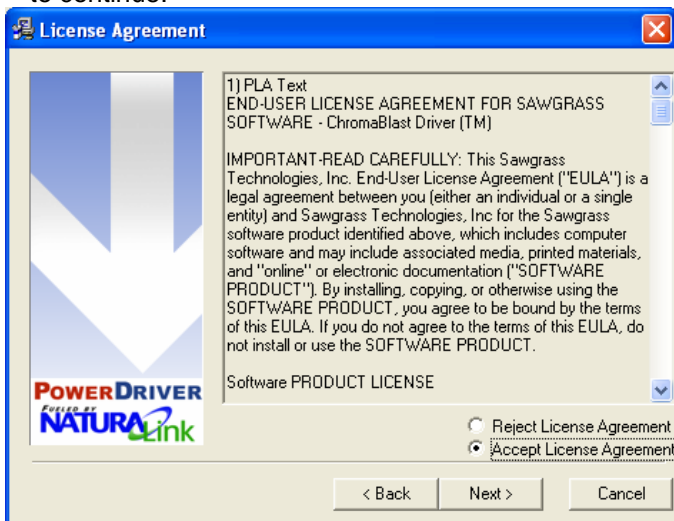 to continue.
License Agreement
1) PLA Text
END-USER LICENSE AGREEMENT FOR SAWGRASS
SOFTWARE - ChromaBlast Driver (TM)
IMPORTANT-READ CAREFULLY: This Sawgrass
Technologies, Inc. End-User License Agreement ("EULA") is a
legal agreement between you (either an individual or a single
entity) and Sawgrass Technologies, Inc for the Sawgrass
software product identified above, which includes computer
software and may include associated media, printed materials,
and "online" or electronic documentation ("SOFTWARE
PRODUCT"). By installing, copying, or otherwise using the
SOFTWARE PRODUCT, you agree to be bound by the terms
of this EULA. If you do not agree to the terms of this EULA, do
not install or use the SOFTWARE PRODUCT.
Software PRODUCT LICENSE
POWERDRIVER
FUELED BY
NATURALink
Reject License Agreement
Accept License Agreement
< Back
Next >
Cancel